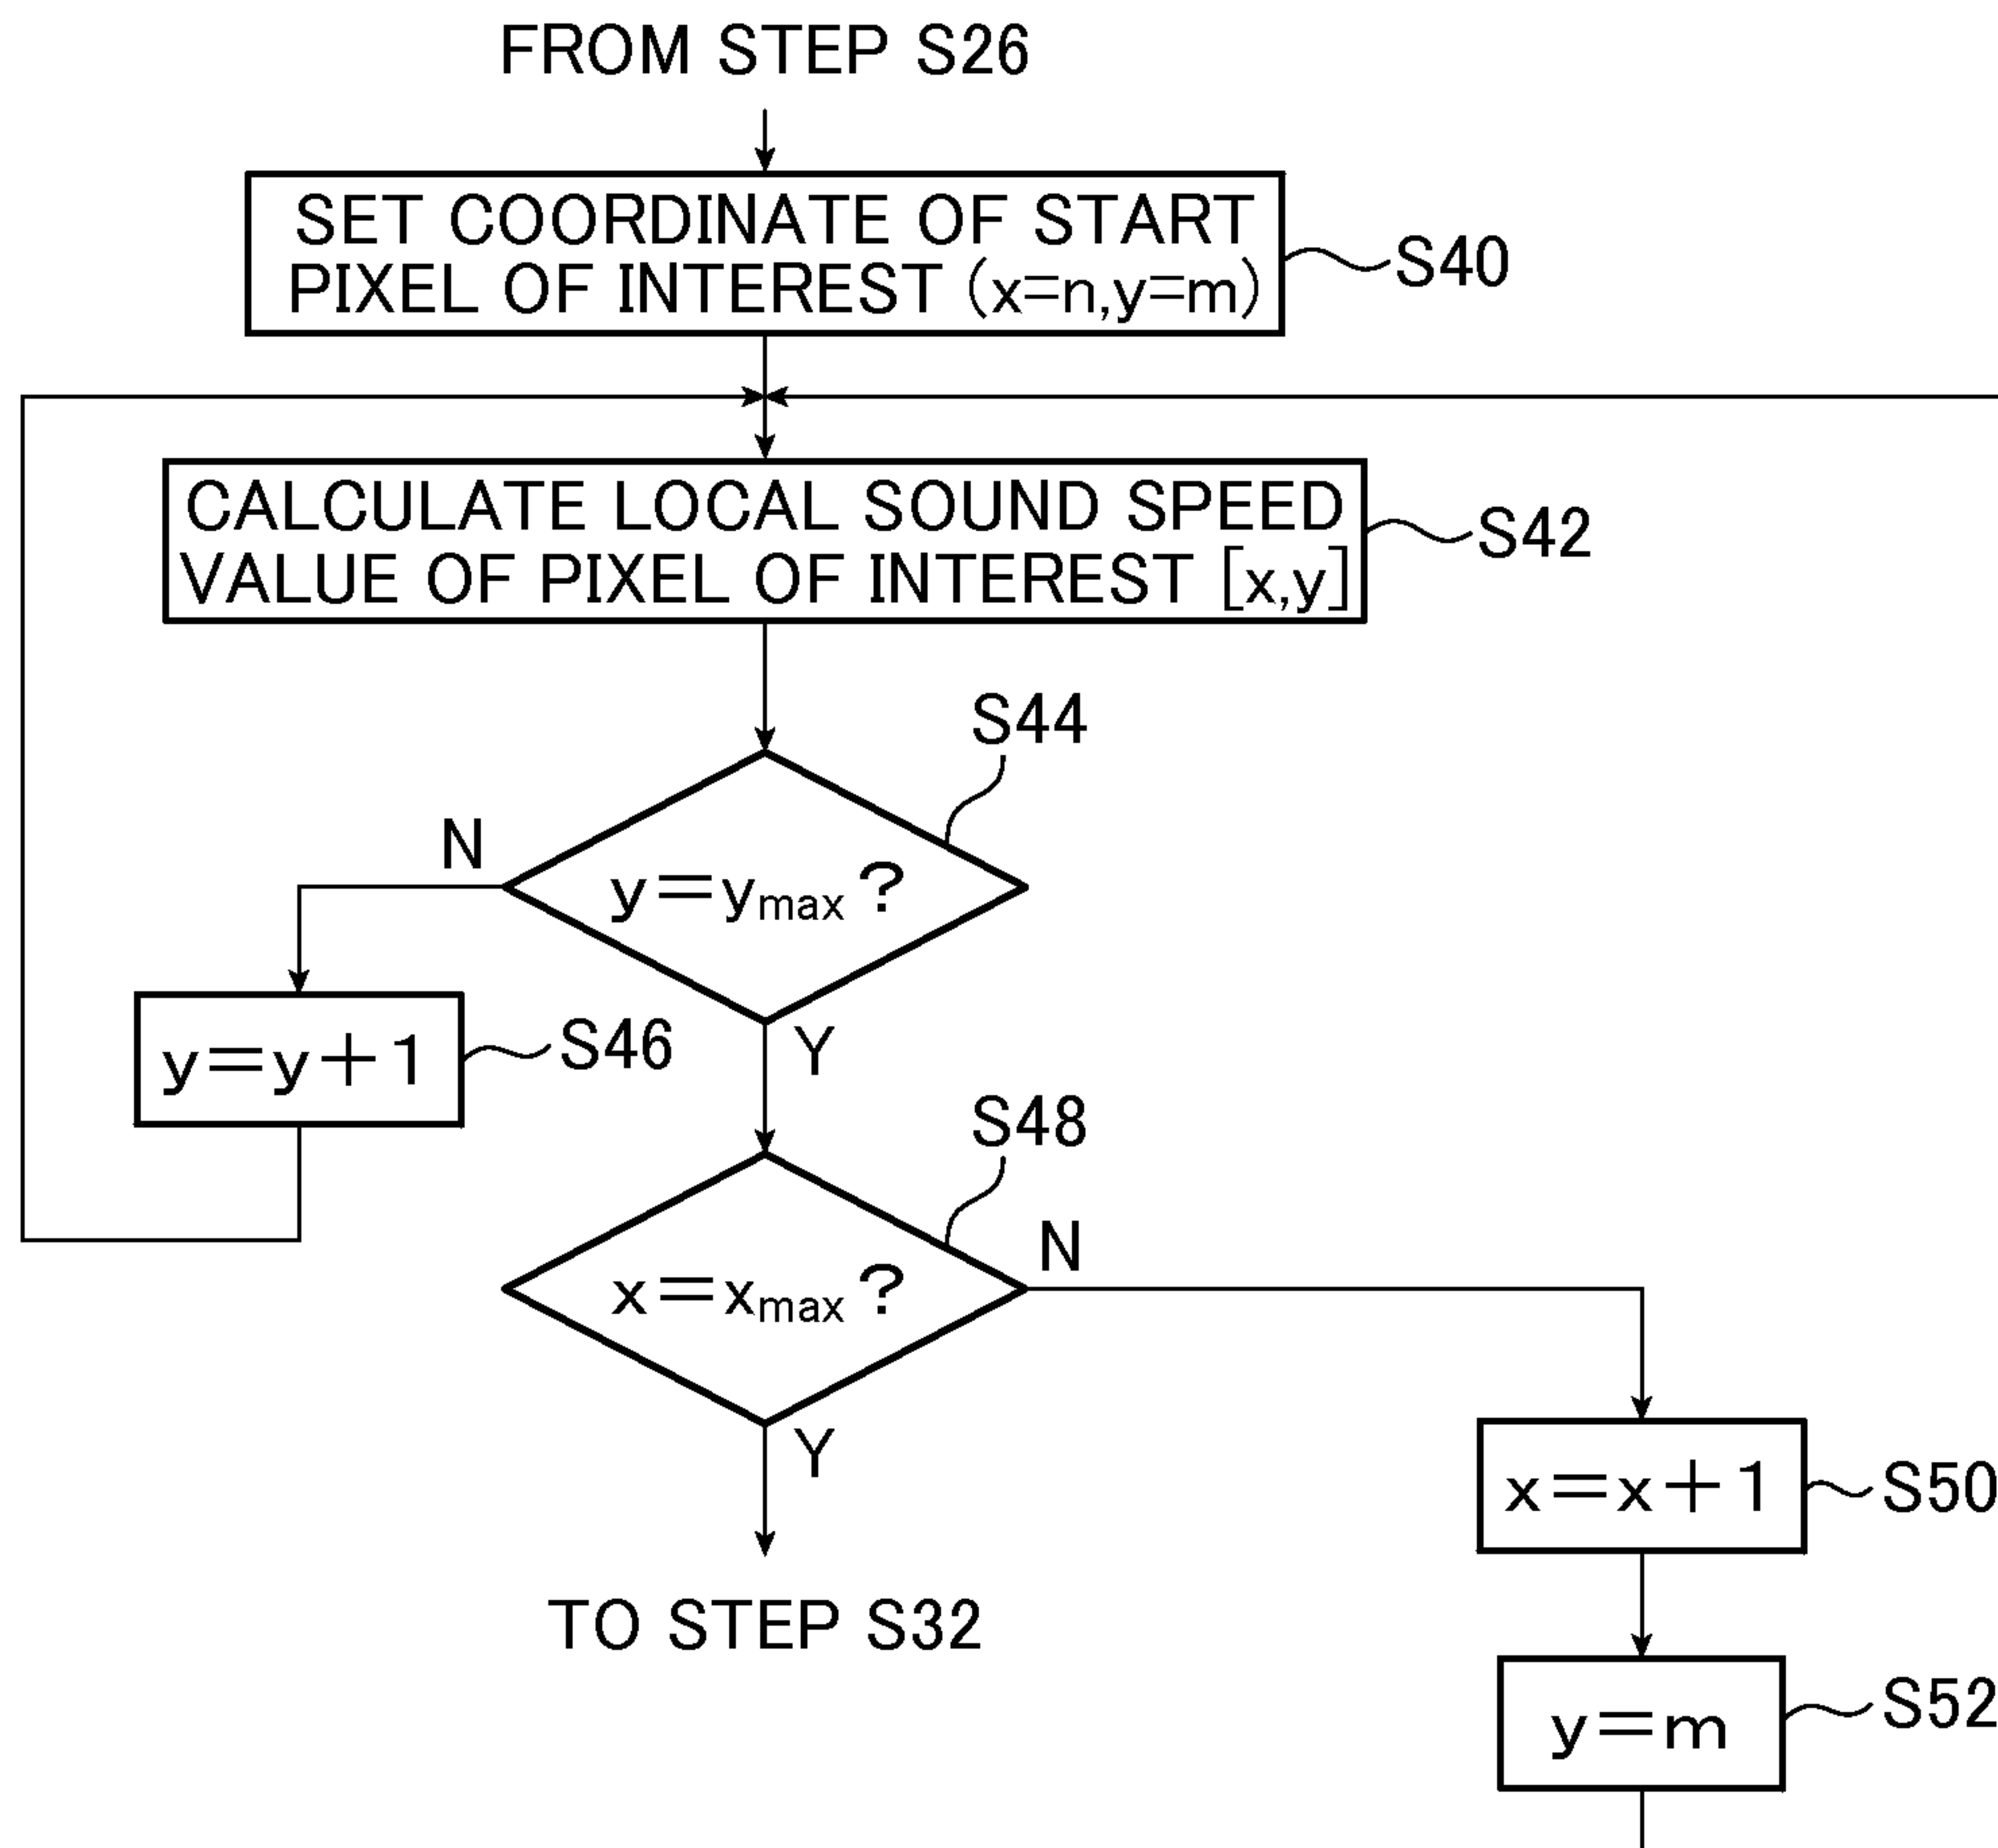 FROM STEP S26
SET COORDINATE OF START
PIXEL OF INTEREST (x=n,y=m)
S40
CALCULATE LOCAL SOUND SPEED
VALUE OF PIXEL OF INTEREST [x,y]
S42
S44
N
y=ymax?
Y
y=y+1
S46
S48
N
x=xmax?
Y
x=x+1
S50
TO STEP S32
y=m
S52